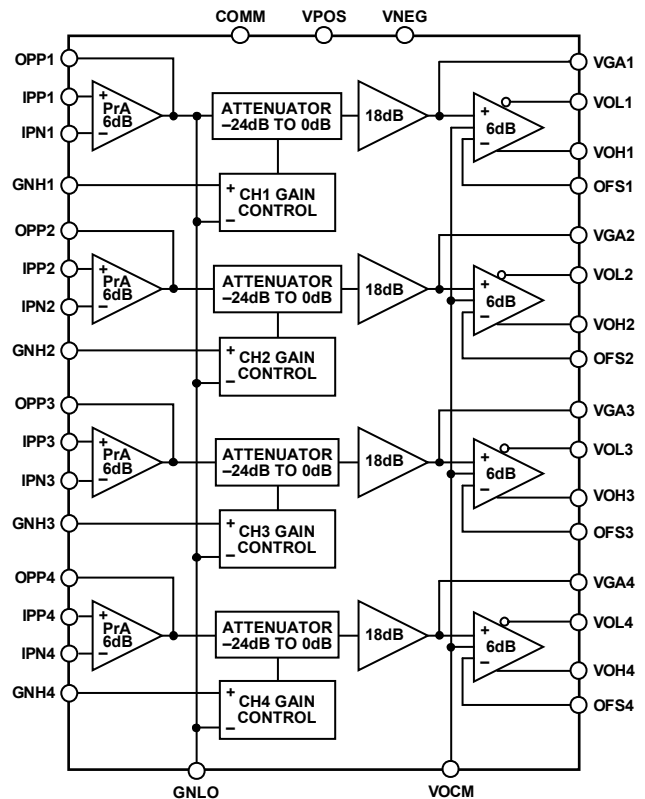 COMM VPOS VNEG
OPP1
IPP1
IPN1
GNH1
+ PrA 6dB –
ATTENUATOR
–24dB TO 0dB
+ CH1 GAIN
– CONTROL
18dB
+ 6dB –
VGA1
VOL1
VOH1
OFS1
OPP2
IPP2
IPN2
GNH2
+ PrA 6dB –
ATTENUATOR
–24dB TO 0dB
+ CH2 GAIN
– CONTROL
18dB
+ 6dB –
VGA2
VOL2
VOH2
OFS2
OPP3
IPP3
IPN3
GNH3
+ PrA 6dB –
ATTENUATOR
–24dB TO 0dB
+ CH3 GAIN
– CONTROL
18dB
+ 6dB –
VGA3
VOL3
VOH3
OFS3
OPP4
IPP4
IPN4
GNH4
+ PrA 6dB –
ATTENUATOR
–24dB TO 0dB
+ CH4 GAIN
– CONTROL
18dB
+ 6dB –
VGA4
VOL4
VOH4
OFS4
GNLO VOCM